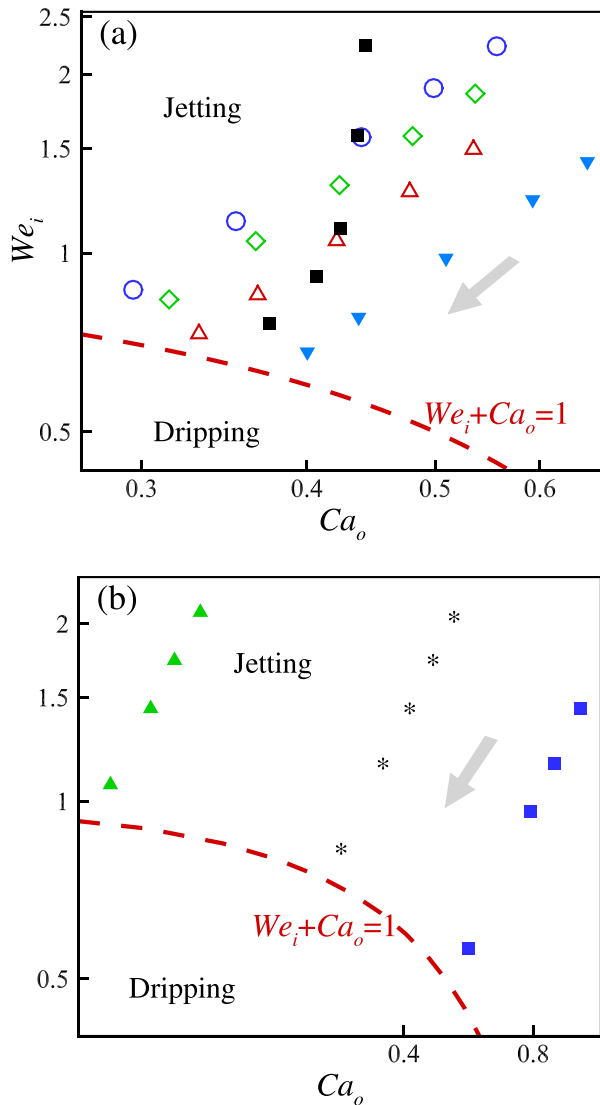 (a)
2.5
2
1.5
1
0.5
We_i
Jetting
Dripping
We_i+Ca_o=1
0.3
0.4
0.5
0.6
Ca_o
(b)
2
1.5
1
0.5
Jetting
We_i+Ca_o=1
Dripping
0.4
0.8
Ca_o